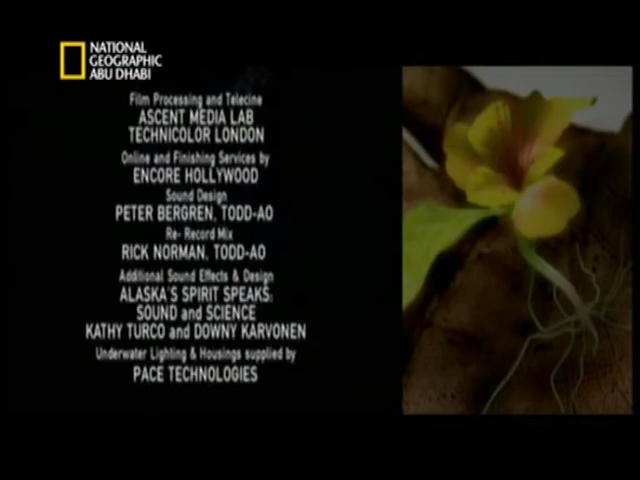 NATIONAL
GEOGRAPHIC
ABU DHABI
Film Processing and Telecine
ASCENT MEDIA LAB
TECHNICOLOR LONDON
Online and Finishing Services by
ENCORE HOLLYWOOD
Sound Design
PETER BERGREN, TODD-AO
Re- Record Mix
RICK NORMAN, TODD-AO
Additional Sound Effects & Design
ALASKA'S SPIRIT SPEAKS:
SOUND and SCIENCE
KATHY TURCO and DOWNY KARVONEN
Underwater Lighting & Housings supplied by
PACE TECHNOLOGIES